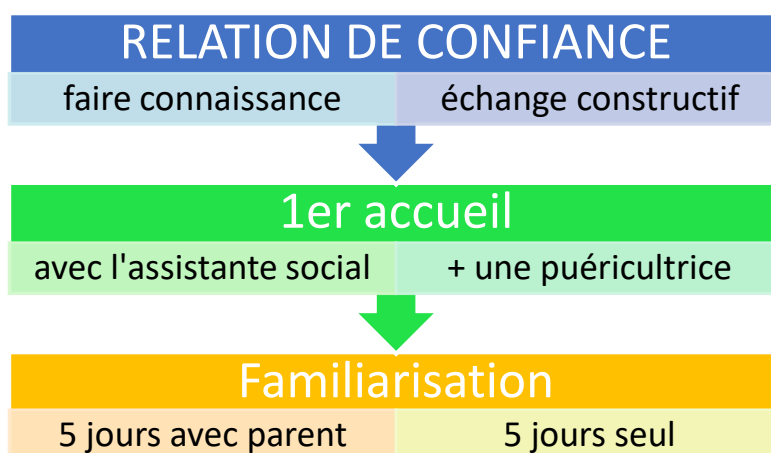 RELATION DE CONFIANCE
faire connaissance
échange constructif
1er accueil
avec l'assistante social
+ une puéricultrice
Familiarisation
5 jours avec parent
5 jours seul